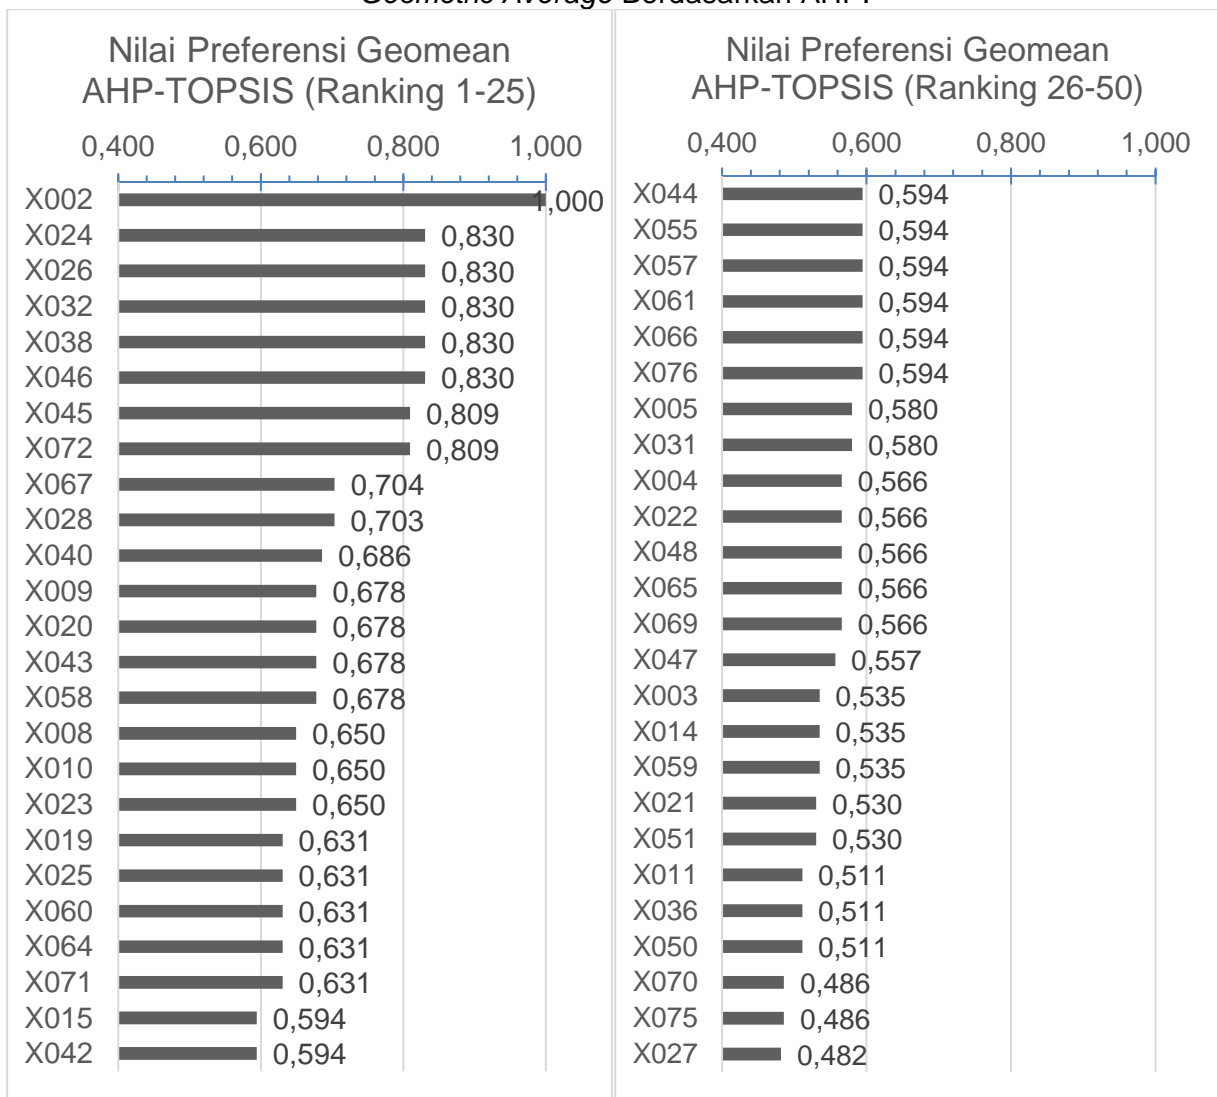 Geometric Average Berdasarkan AHP.
Nilai Preferensi Geomean
AHP-TOPSIS (Ranking 1-25)
0,400 0,600 0,800 1,000
X002 1,000
X024 0,830
X026 0,830
X032 0,830
X038 0,830
X046 0,830
X045 0,809
X072 0,809
X067 0,704
X028 0,703
X040 0,686
X009 0,678
X020 0,678
X043 0,678
X058 0,678
X008 0,650
X010 0,650
X023 0,650
X019 0,631
X025 0,631
X060 0,631
X064 0,631
X071 0,631
X015 0,594
X042 0,594
Nilai Preferensi Geomean
AHP-TOPSIS (Ranking 26-50)
0,400 0,600 0,800 1,000
X044 0,594
X055 0,594
X057 0,594
X061 0,594
X066 0,594
X076 0,594
X005 0,580
X031 0,580
X004 0,566
X022 0,566
X048 0,566
X065 0,566
X069 0,566
X047 0,557
X003 0,535
X014 0,535
X059 0,535
X021 0,530
X051 0,530
X011 0,511
X036 0,511
X050 0,511
X070 0,486
X075 0,486
X027 0,482